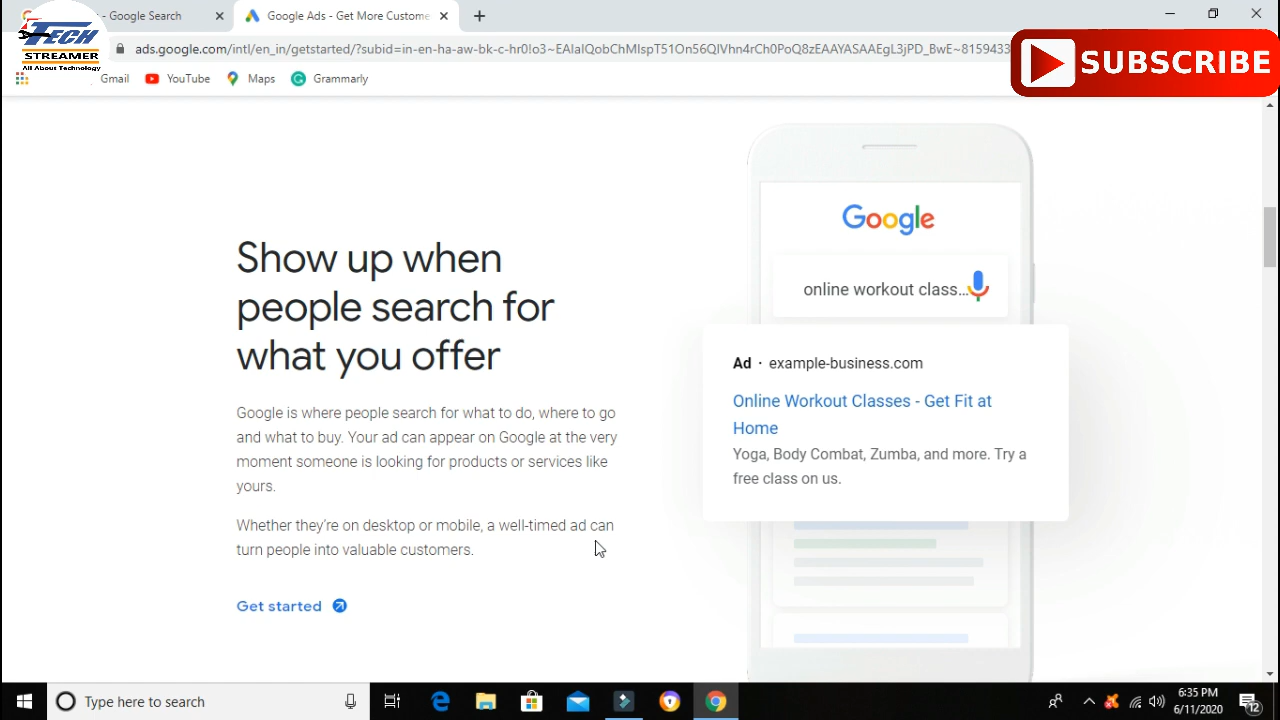 - Google Search
Google Ads - Get More Custome
TECH
STREAMER
All About Technology
ads.google.com/intl/en_in/getstarted/?subid=in-en-ha-aw-bk-c-hr0!o3~EAIaIQobChMIspT51On56QIV
SUBSCRIBE
Gmail
YouTube
Maps
Grammarly
Show up when
people search for
what you offer
Google is where people search for what to do, where to go
and what to buy. Your ad can appear on Google at the very
moment someone is looking for products or services like
yours.
Whether they're on desktop or mobile, a well-timed ad can
turn people into valuable customers.
Get started
Google
online workout class...
Ad · example-business.com
Online Workout Classes - Get Fit at
Home
Yoga, Body Combat, Zumba, and more. Try a
free class on us.
Type here to search
6:35 PM
6/11/2020
12